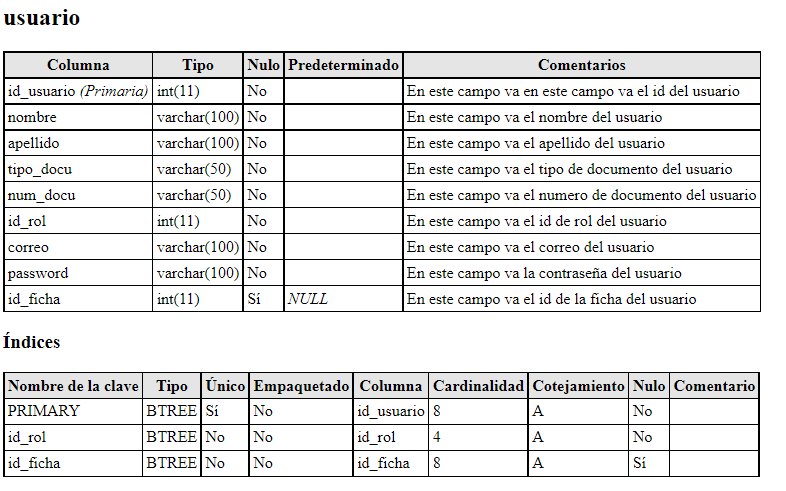 usuario
Columna Tipo Nulo Predeterminado Comentarios
id_usuario (Primaria) int(11) No En este campo va en este campo va el id del usuario
nombre varchar(100) No En este campo va el nombre del usuario
apellido varchar(100) No En este campo va el apellido del usuario
tipo_docu varchar(50) No En este campo va el tipo de documento del usuario
num_docu varchar(50) No En este campo va el numero de documento del usuario
id_rol int(11) No En este campo va el id de rol del usuario
correo varchar(100) No En este campo va el correo del usuario
password varchar(100) No En este campo va la contraseña del usuario
id_ficha int(11) Sí NULL En este campo va el id de la ficha del usuario
Índices
Nombre de la clave Tipo Único Empaquetado Columna Cardinalidad Cotejamiento Nulo Comentario
PRIMARY BTREE Sí No id_usuario 8 A No
id_rol BTREE No No id_rol 4 A No
id_ficha BTREE No No id_ficha 8 A Sí